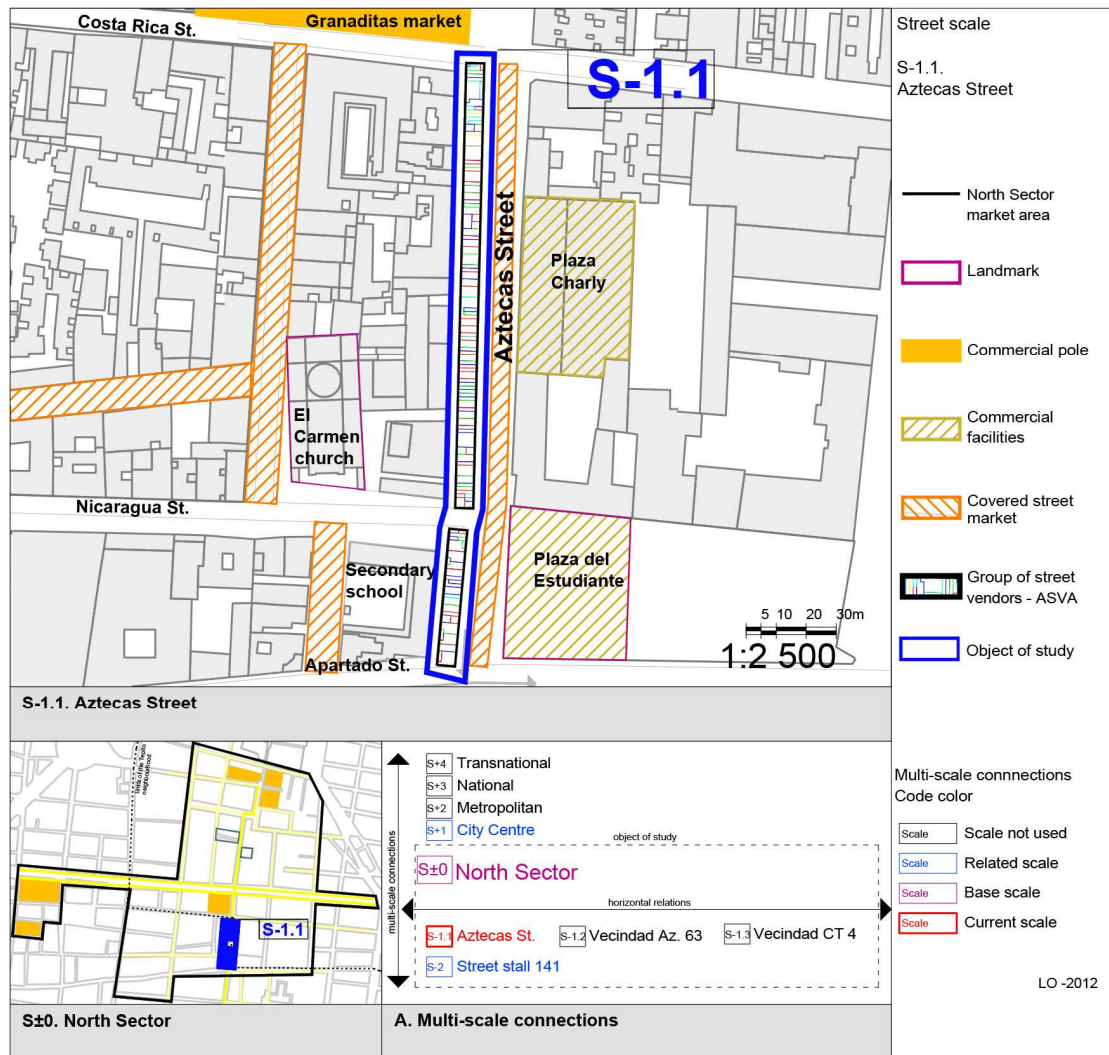 Costa Rica St.
Granaditas market
S-1.1
Aztecas Street
Plaza
Charly
El
Carmen
church
Nicaragua St.
Secondary
school
Plaza del
Estudiante
Apartado St.
5 10 20 30m
1:2 500
S-1.1. Aztecas Street
Street scale
S-1.1.
Aztecas Street
North Sector
market area
Landmark
Commercial pole
Commercial
facilities
Covered street
market
Group of street
vendors - ASVA
Object of study
limits of the Tepito
neighbourhood
S-1.1
S±0. North Sector
multi-scale connections
S+4 Transnational
S+3 National
S+2 Metropolitan
S+1 City Centre
object of study
S±0 North Sector
horizontal relations
S-1.1 Aztecas St.
S-1.2 Vecindad Az. 63
S-1.3 Vecindad CT 4
S-2 Street stall 141
A. Multi-scale connections
Multi-scale connnections
Code color
Scale Scale not used
Scale Related scale
Scale Base scale
Scale Current scale
LO -2012